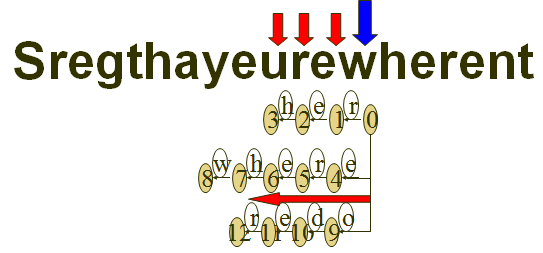 Sregthayeurewherent
h e r
3 2 1 0
w h e r e
8 7 6 5 4
r e d o
12 11 10 9